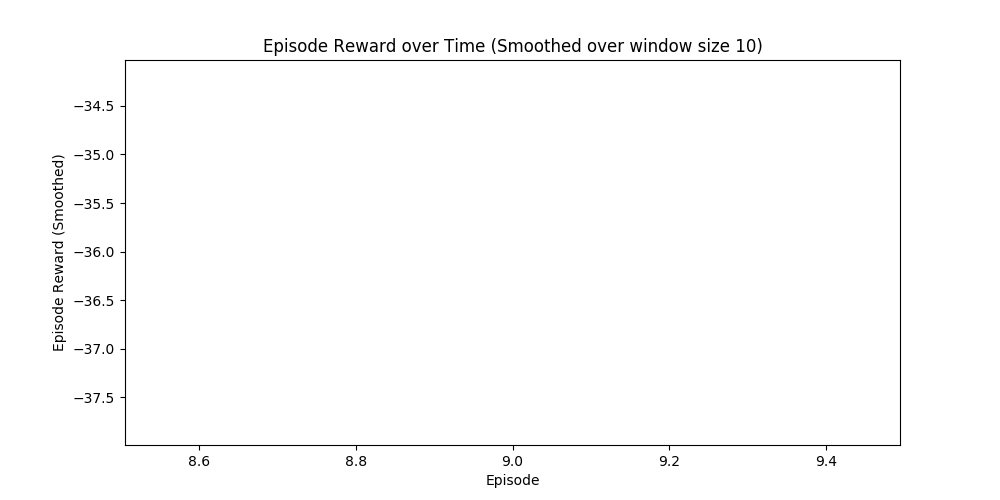 Episode Reward over Time (Smoothed over window size 10)
−34.5
−35.0
−35.5
−36.0
−36.5
−37.0
−37.5
Episode Reward (Smoothed)
8.6 8.8 9.0 9.2 9.4
Episode